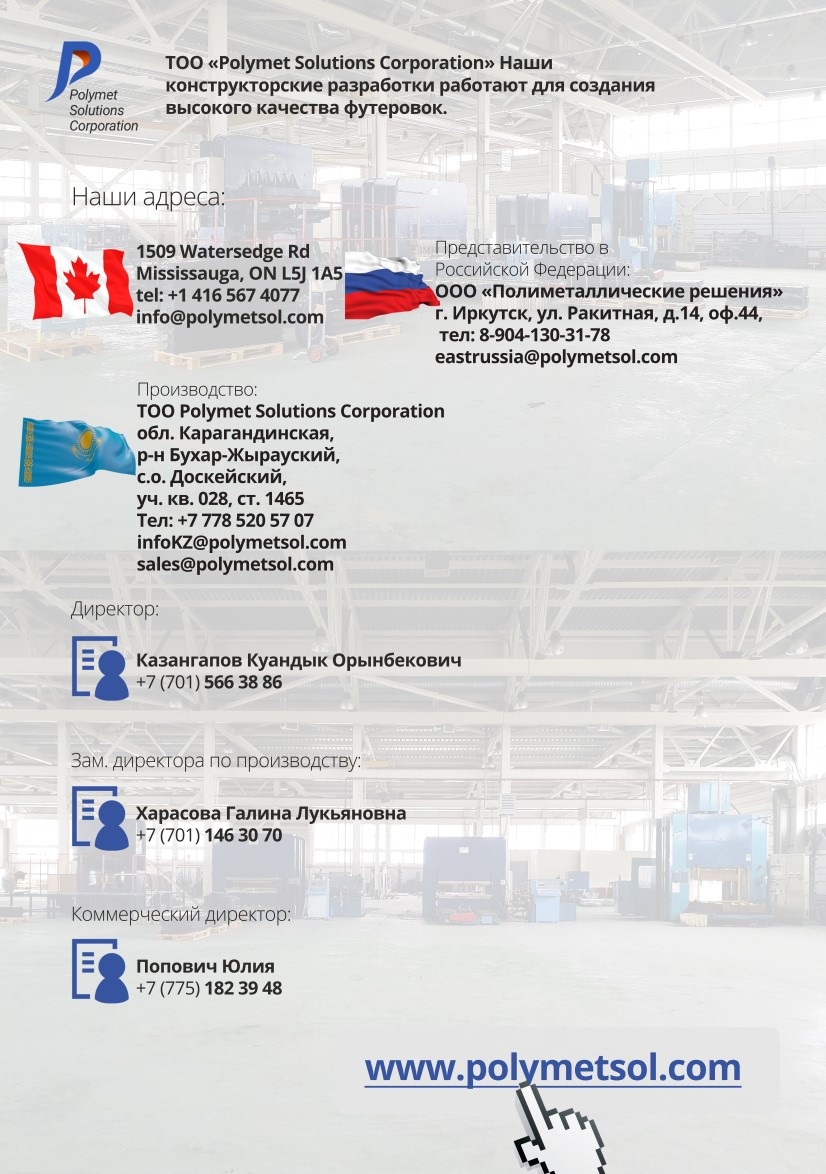 Polymet
Solutions
Corporation
ТОО «Polymet Solutions Corporation» Наши
конструкторские разработки работают для создания
высокого качества футеровок.
Наши адреса:
1509 Watersedge Rd
Mississauga, ON L5J 1A5
tel: +1 416 567 4077
info@polymetsol.com
Представительство в
Российской Федерации:
ООО «Полиметаллические решения»
г. Иркутск, ул. Ракитная, д.14, оф.44,
тел: 8-904-130-31-78
eastrussia@polymetsol.com
Производство:
ТОО Polymet Solutions Corporation
обл. Карагандинская,
р-н Бухар-Жырауский,
с.о. Доскейский,
уч. кв. 028, ст. 1465
Тел: +7 778 520 57 07
infoKZ@polymetsol.com
sales@polymetsol.com
Директор:
Казангапов Куандык Орынбекович
+7 (701) 566 38 86
Зам. директора по производству:
Харасова Галина Лукьяновна
+7 (701) 146 30 70
Коммерческий директор:
Попович Юлия
+7 (775) 182 39 48
www.polymetsol.com